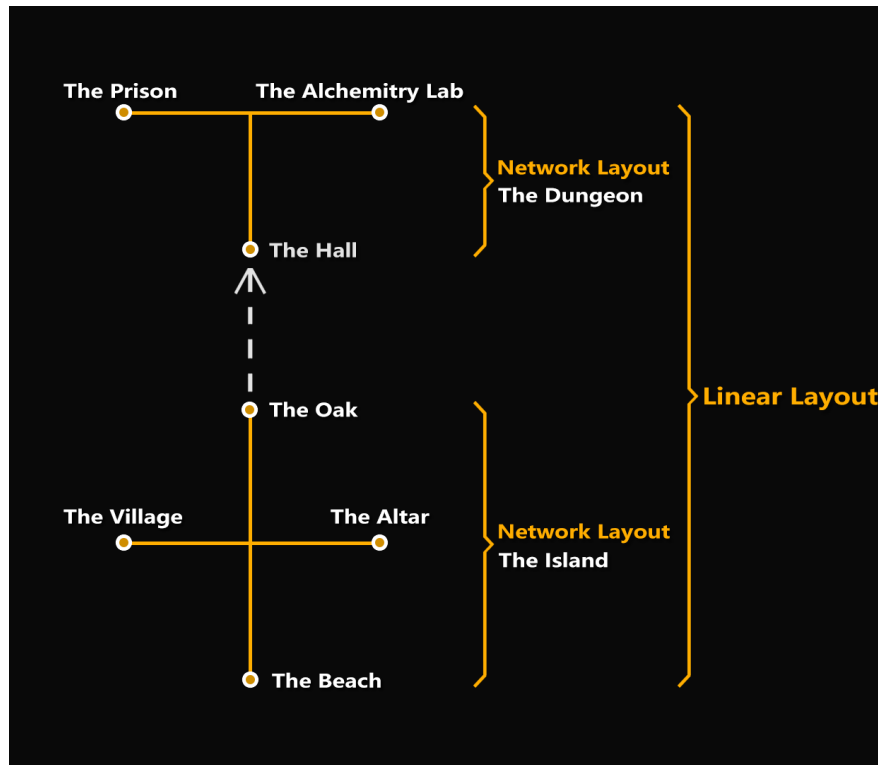 The Prison
The Alchemitry Lab
Network Layout
The Dungeon
The Hall
Linear Layout
The Oak
The Village
The Altar
Network Layout
The Island
The Beach